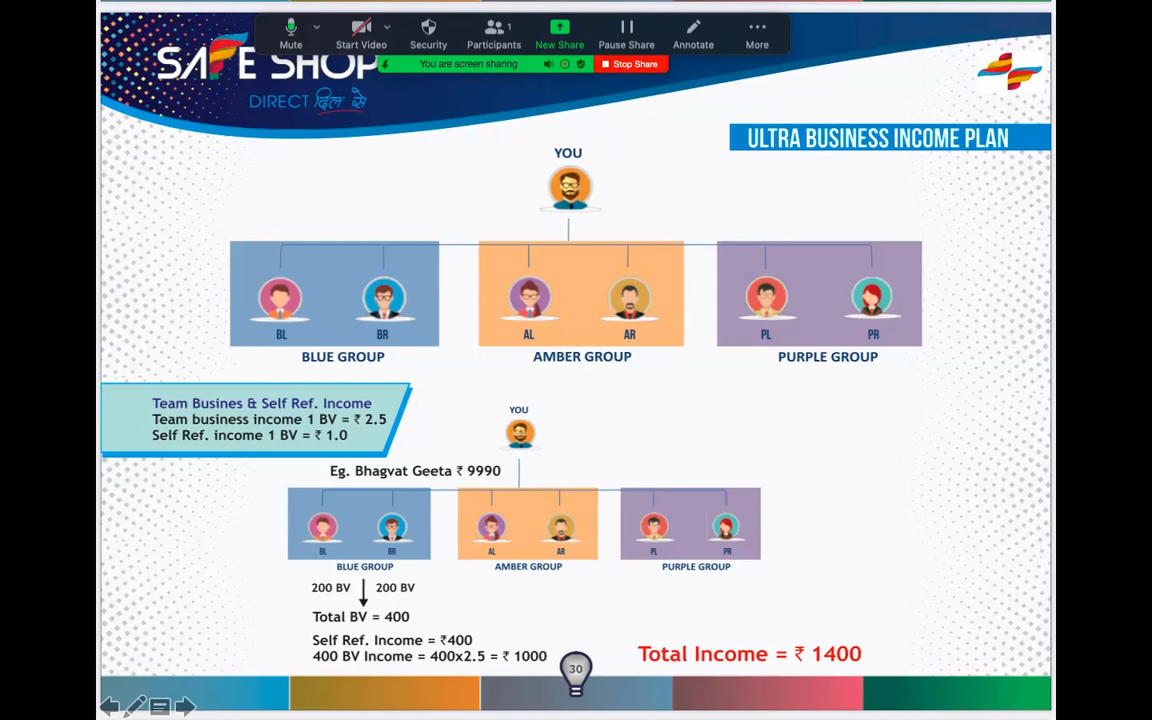 Mute
Start Video
Security
Participants
1
New Share
Pause Share
Annotate
More
You are screen sharing
Stop Share
SAFE SHOP
DIRECT दिल से
ULTRA BUSINESS INCOME PLAN
YOU
BL BR AL AR PL PR
BLUE GROUP AMBER GROUP PURPLE GROUP
Team Busines & Self Ref. Income
Team business income 1 BV = ₹ 2.5
Self Ref. income 1 BV = ₹ 1.0
YOU
Eg. Bhagvat Geeta ₹ 9990
BL BR AL AR PL PR
BLUE GROUP AMBER GROUP PURPLE GROUP
200 BV 200 BV
Total BV = 400
Self Ref. Income = ₹400
400 BV Income = 400x2.5 = ₹ 1000
Total Income = ₹ 1400
30